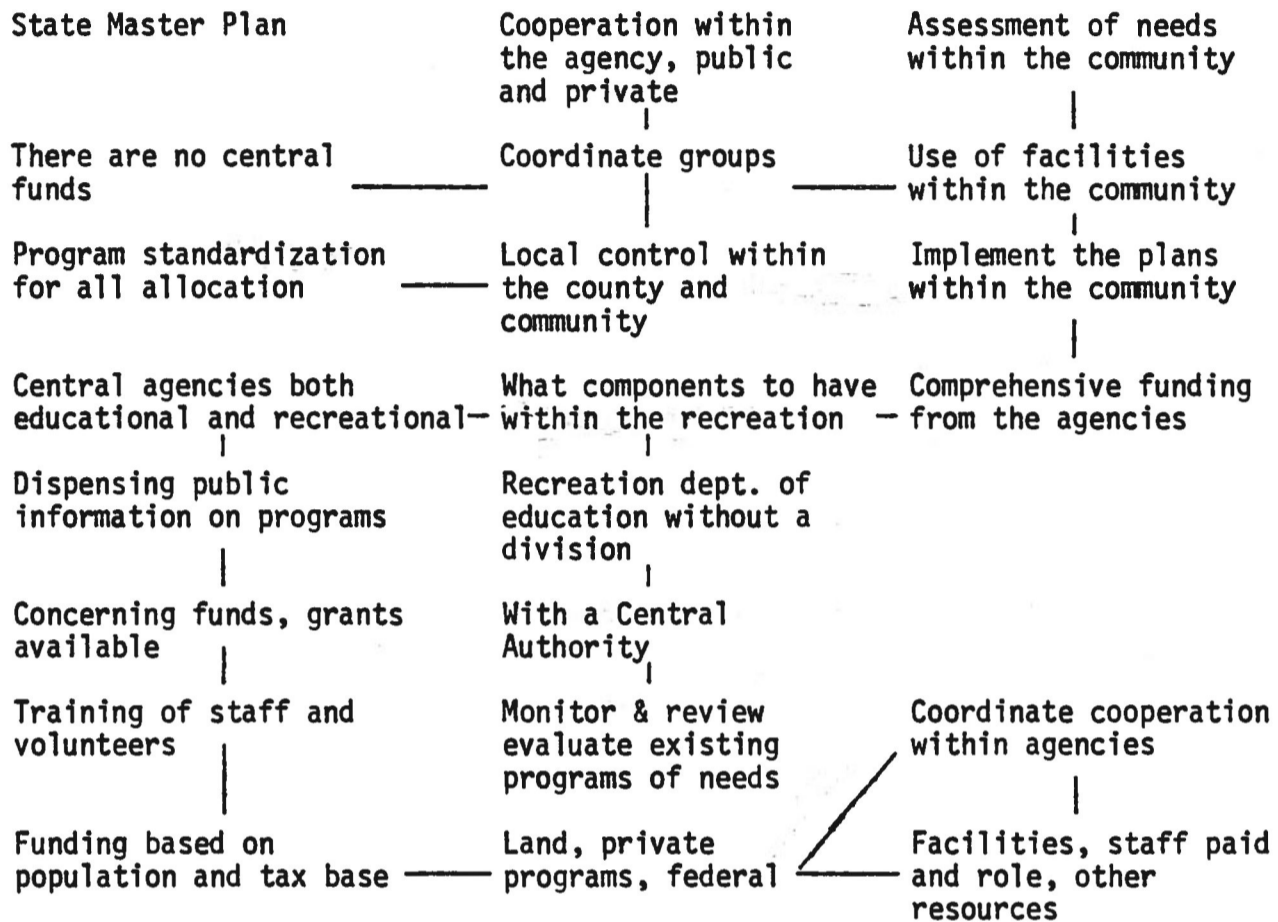 State Master Plan
Cooperation within
the agency, public
and private
Assessment of needs
within the community
There are no central
funds
Coordinate groups
Use of facilities
within the community
Program standardization
for all allocation
Local control within
the county and
community
Implement the plans
within the community
Central agencies both
educational and recreational
What components to have
within the recreation
Comprehensive funding
from the agencies
Dispensing public
information on programs
Recreation dept. of
education without a
division
Concerning funds, grants
available
With a Central
Authority
Training of staff and
volunteers
Monitor & review
evaluate existing
programs of needs
Coordinate cooperation
within agencies
Funding based on
population and tax base
Land, private
programs, federal
Facilities, staff paid
and role, other
resources